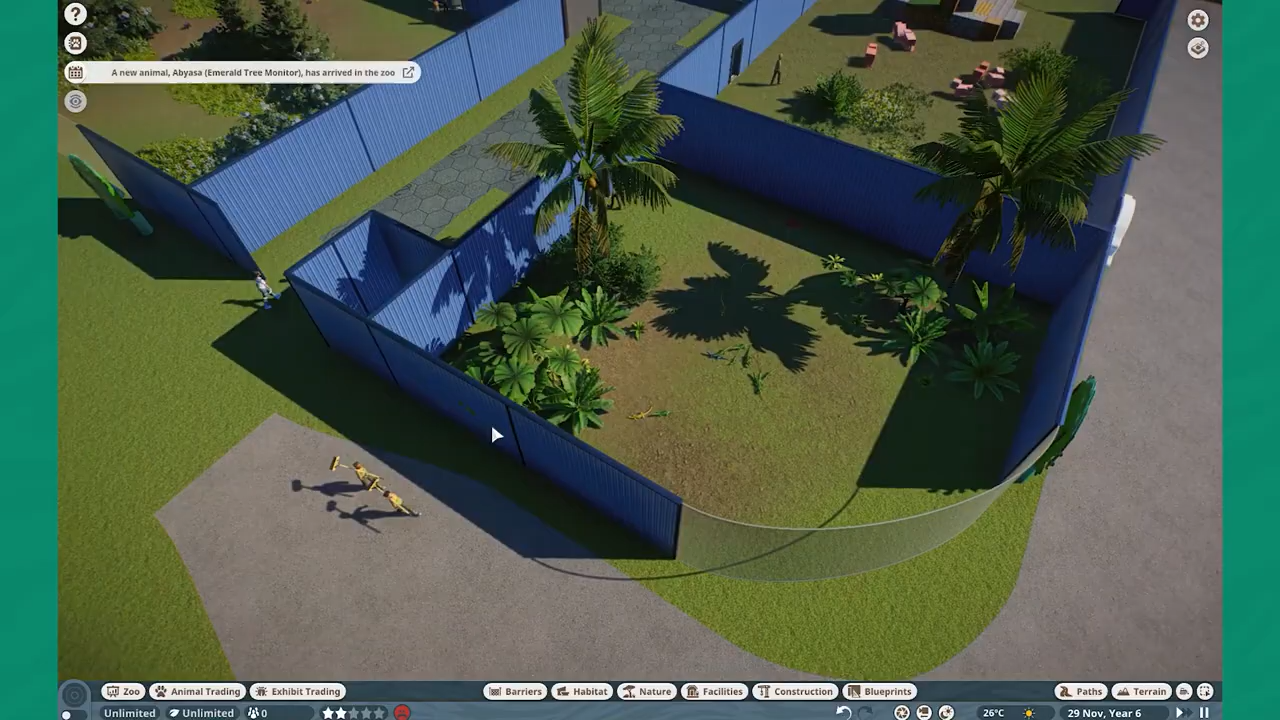 A new animal, Abyasa (Emerald Tree Monitor), has arrived in the zoo
Zoo
Animal Trading
Exhibit Trading
Barriers
Habitat
Nature
Facilities
Construction
Blueprints
Paths
Terrain
Unlimited
Unlimited
0
26°C
29 Nov, Year 6